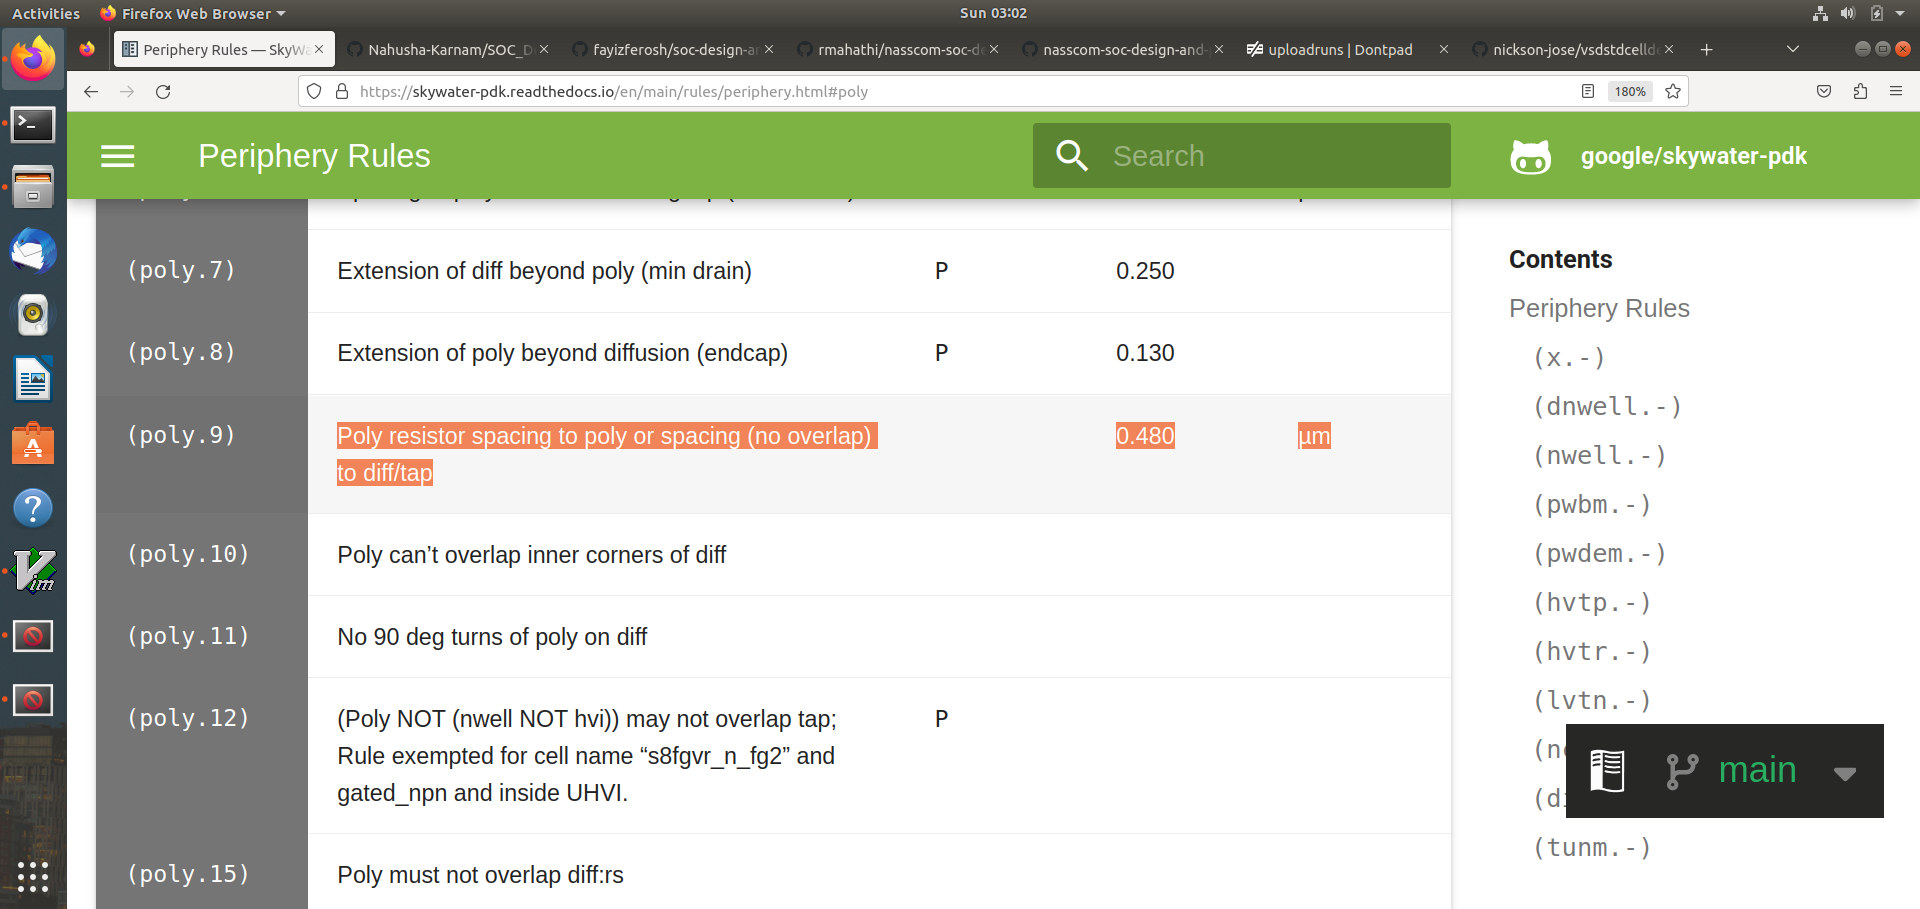 Activities Firefox Web Browser Sun 03:02
Periphery Rules — SkyWa Nahusha-Karnam/SOC_D fayizferosh/soc-design-a rmahathi/nasscom-soc-de nasscom-soc-design-and- uploadruns | Dontpad nickson-jose/vsdstdcellde
https://skywater-pdk.readthedocs.io/en/main/rules/periphery.html#poly 180%
Periphery Rules Search google/skywater-pdk
(poly.7) Extension of diff beyond poly (min drain) P 0.250
(poly.8) Extension of poly beyond diffusion (endcap) P 0.130
(poly.9) Poly resistor spacing to poly or spacing (no overlap) 0.480 µm
to diff/tap
(poly.10) Poly can’t overlap inner corners of diff
(poly.11) No 90 deg turns of poly on diff
(poly.12) (Poly NOT (nwell NOT hvi)) may not overlap tap; P
Rule exempted for cell name “s8fgvr_n_fg2” and
gated_npn and inside UHVI.
(poly.15) Poly must not overlap diff:rs
Contents
Periphery Rules
(x.-)
(dnwell.-)
(nwell.-)
(pwbm.-)
(pwdem.-)
(hvtp.-)
(hvtr.-)
(lvtn.-)
main
(tunm.-)